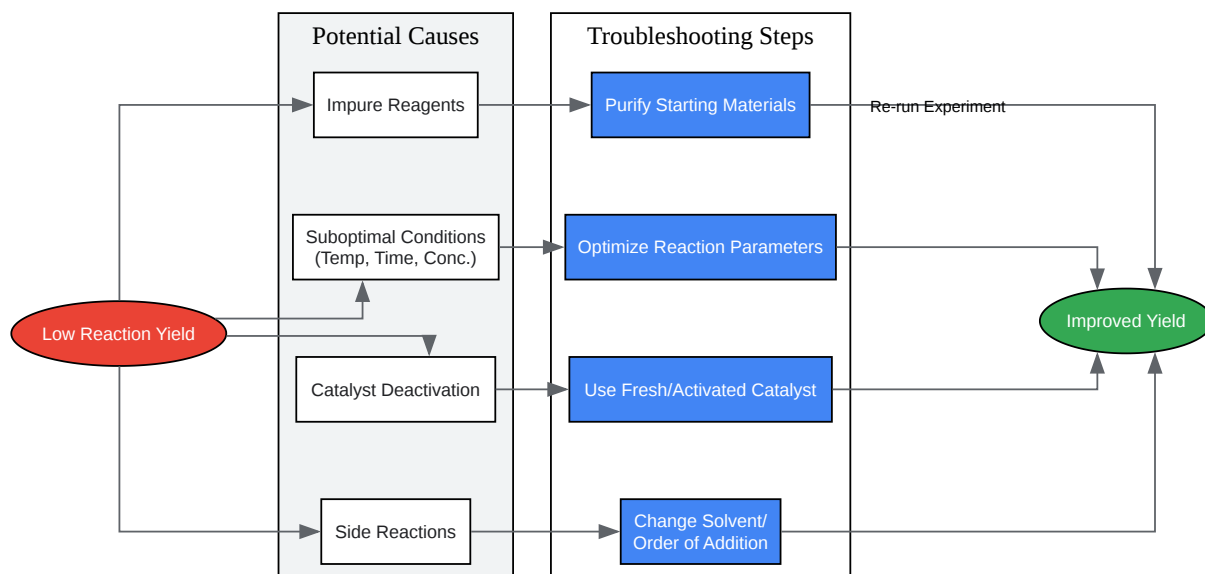 Potential Causes
Troubleshooting Steps
Impure Reagents
Purify Starting Materials
Re-run Experiment
Suboptimal Conditions
(Temp, Time, Conc.)
Optimize Reaction Parameters
Low Reaction Yield
Improved Yield
Catalyst Deactivation
Use Fresh/Activated Catalyst
Side Reactions
Change Solvent/
Order of Addition